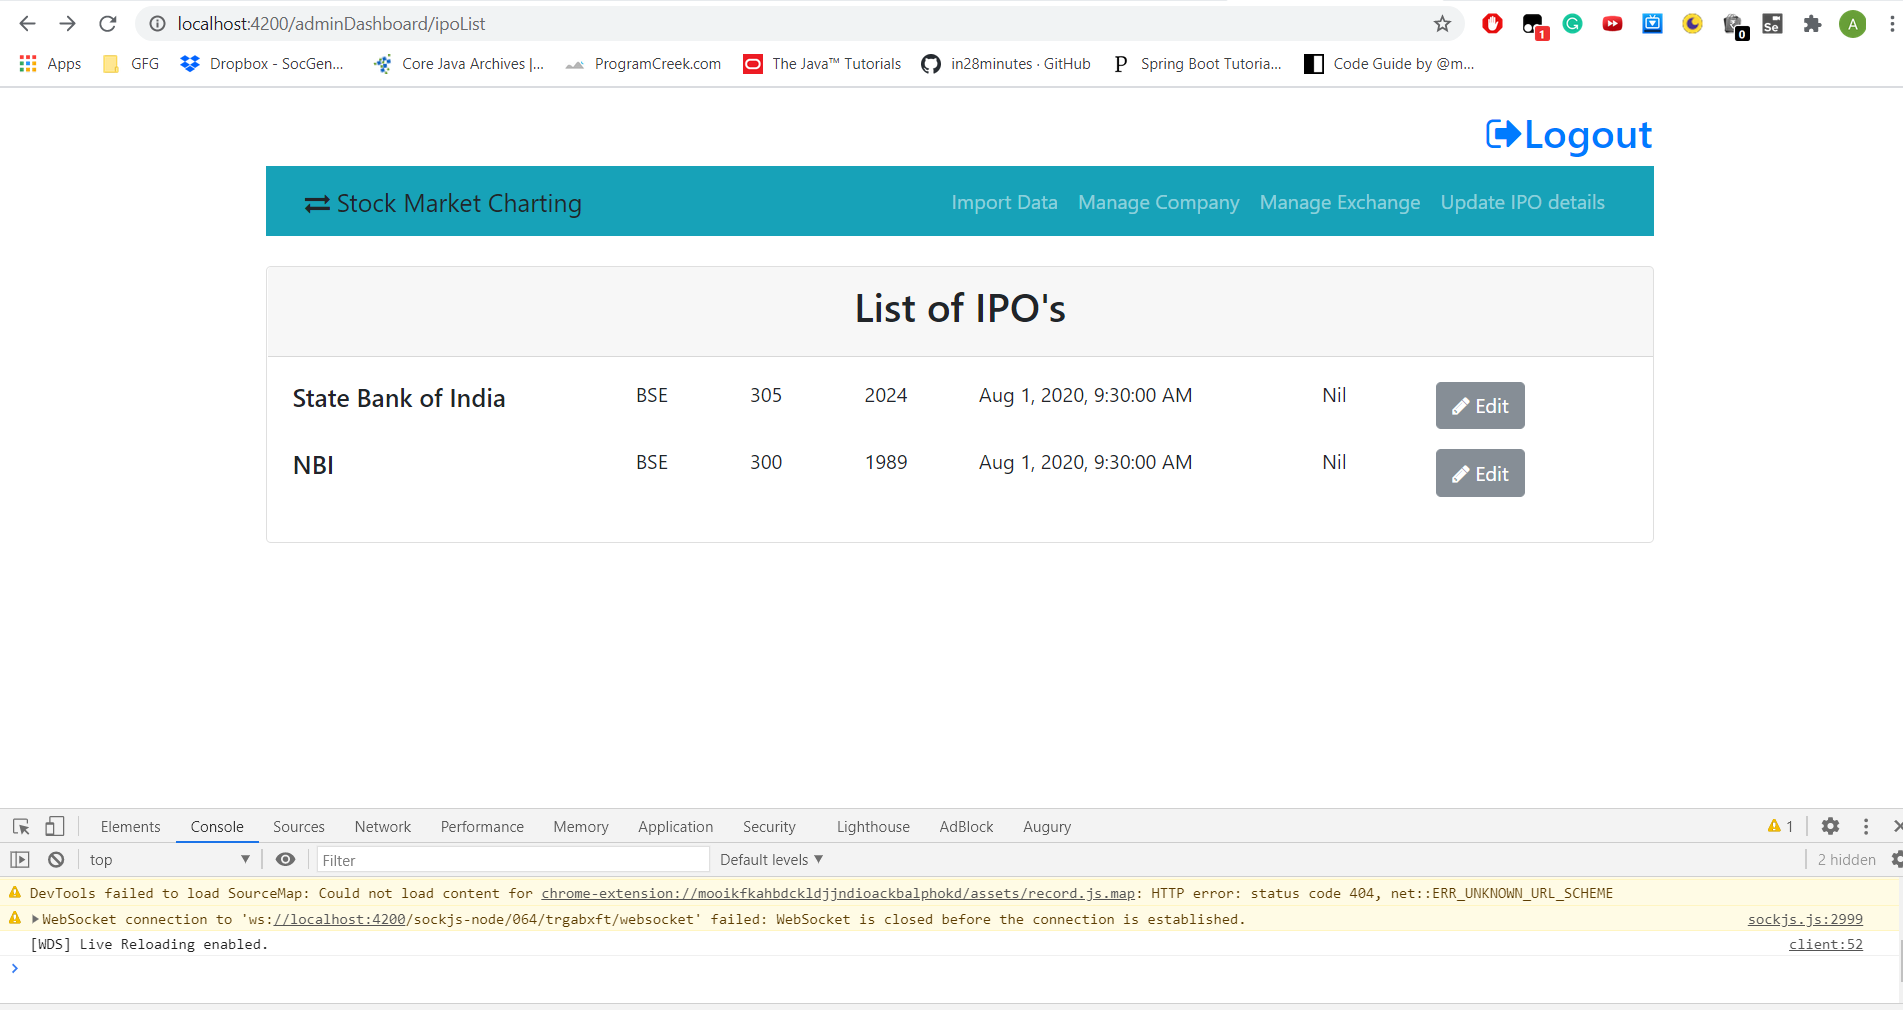 localhost:4200/adminDashboard/ipoList
1
0
Se
A
Apps GFG Dropbox - SocGen... Core Java Archives |... ProgramCreek.com The Java™ Tutorials in28minutes · GitHub P Spring Boot Tutoria... Code Guide by @m...
Logout
Stock Market Charting Import Data Manage Company Manage Exchange Update IPO details
List of IPO's
State Bank of India BSE 305 2024 Aug 1, 2020, 9:30:00 AM Nil Edit
NBI BSE 300 1989 Aug 1, 2020, 9:30:00 AM Nil Edit
Elements Console Sources Network Performance Memory Application Security Lighthouse AdBlock Augury 1
top Filter Default levels 2 hidden
DevTools failed to load SourceMap: Could not load content for chrome-extension://mooikfkahbdckldjjndioackbalphokd/assets/record.js.map: HTTP error: status code 404, net::ERR_UNKNOWN_URL_SCHEME
WebSocket connection to 'ws://localhost:4200/sockjs-node/064/trgabxft/websocket' failed: WebSocket is closed before the connection is established. sockjs.js:2999
[WDS] Live Reloading enabled. client:52